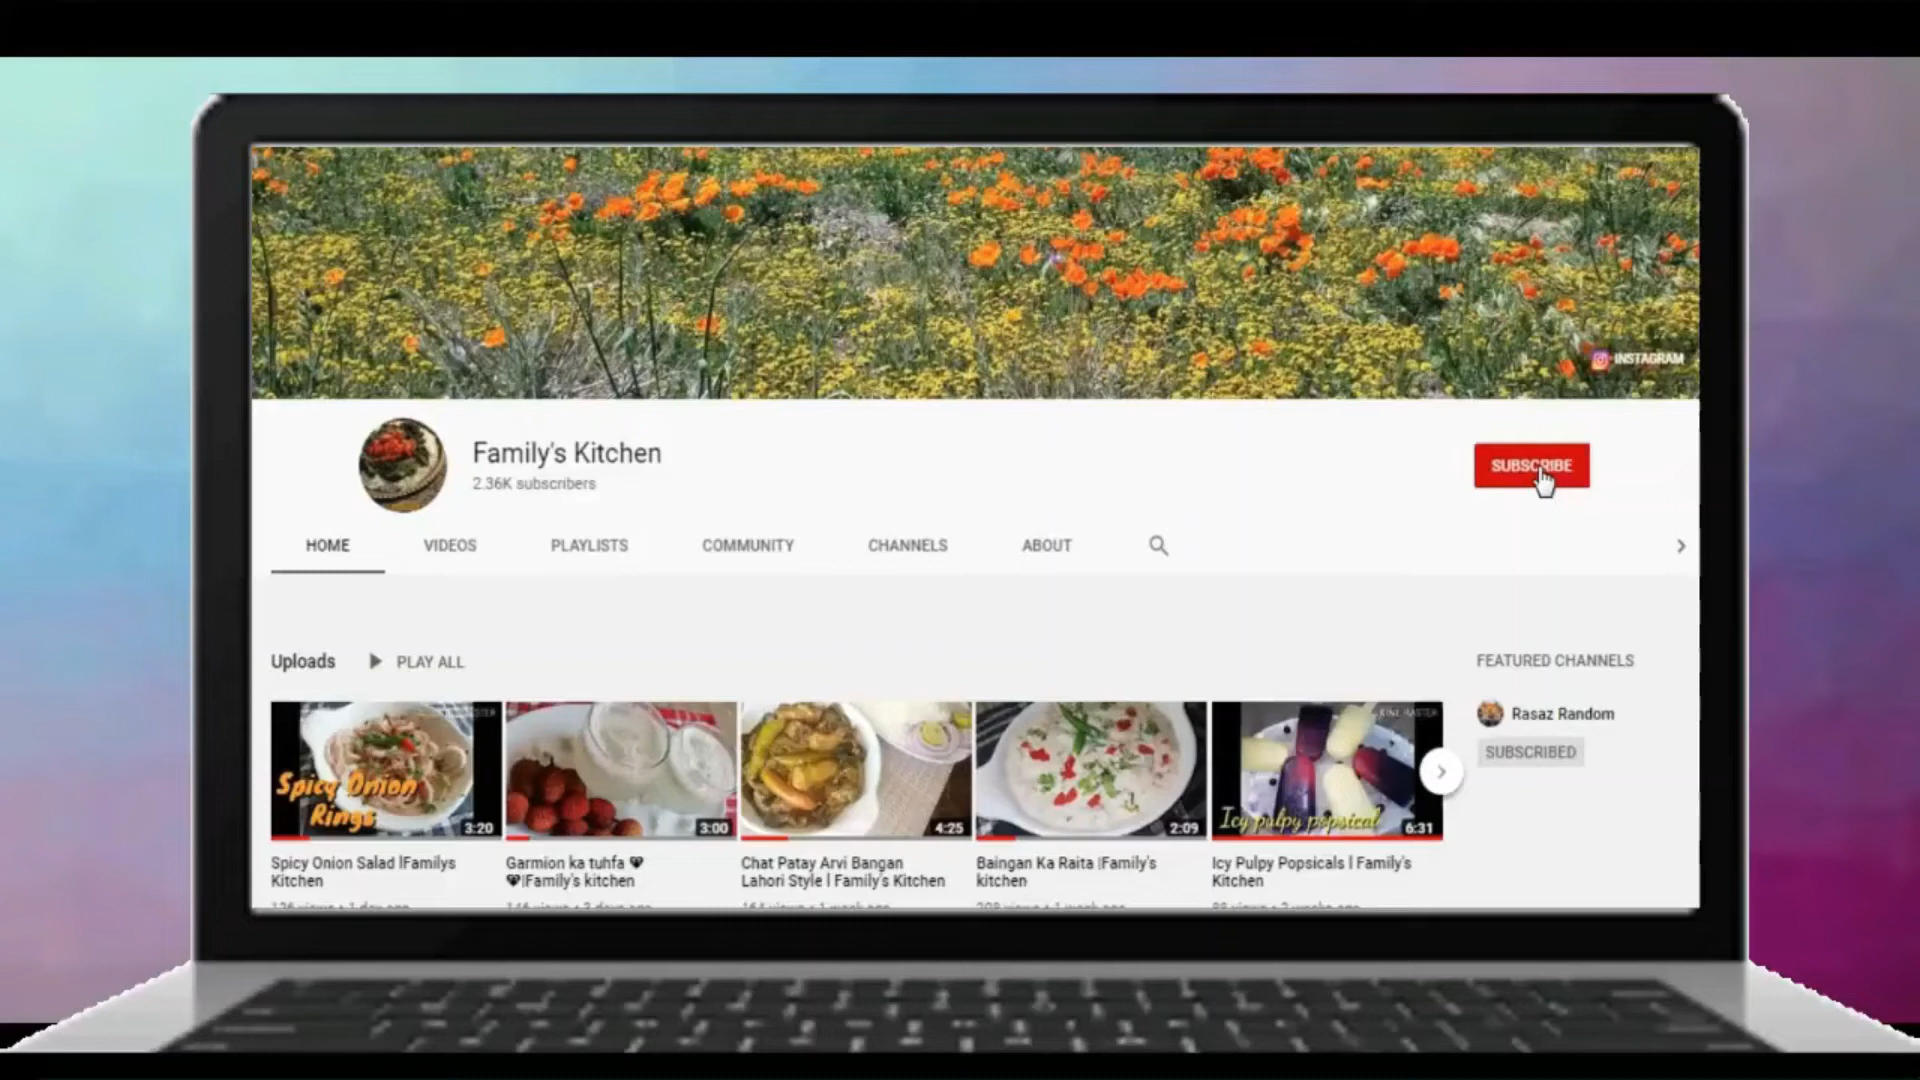 INSTAGRAM
Family's Kitchen
2.36K subscribers
SUBSCRIBE
HOME VIDEOS PLAYLISTS COMMUNITY CHANNELS ABOUT
Uploads PLAY ALL
FEATURED CHANNELS
Rasaz Random
SUBSCRIBED
Spicy Onion
Rings
3:20
3:00
4:25
2:09
Icy pulpy popsical
6:31
Spicy Onion Salad |Familys
Kitchen
Garmion ka tuhfa 🖤
🖤|Family's kitchen
Chat Patay Arvi Bangan
Lahori Style | Family's Kitchen
Baingan Ka Raita |Family's
kitchen
Icy Pulpy Popsicals | Family's
Kitchen